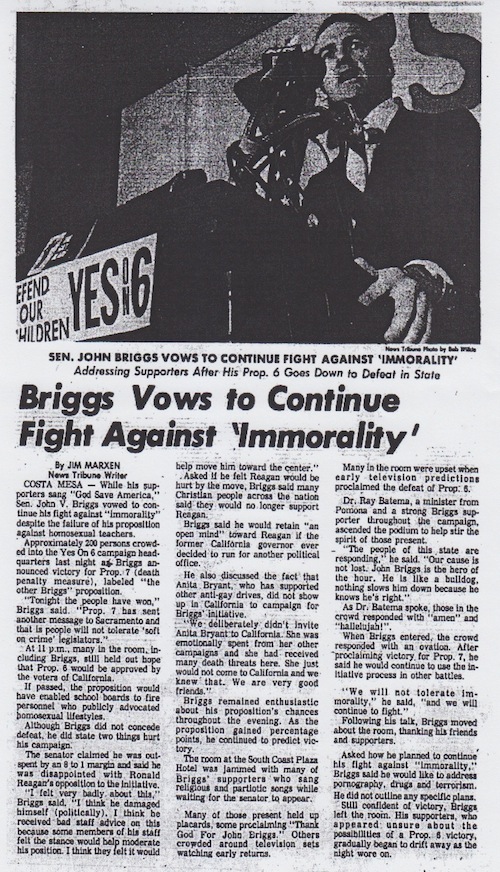 EFEND
OUR
HILDREN
YES ON 6
S
News Tribune Photo by Bob Wilkie
SEN. JOHN BRIGGS VOWS TO CONTINUE FIGHT AGAINST 'IMMORALITY'
Addressing Supporters After His Prop. 6 Goes Down to Defeat in State
Briggs Vows to Continue
Fight Against 'Immorality'
By JIM MARXEN
News Tribune Writer
COSTA MESA — While his sup-
porters sang "God Save America,"
Sen. John V. Briggs vowed to con-
tinue his fight against "immorality"
despite the failure of his proposition
against homosexual teachers.
Approximately 200 persons crowd-
ed into the Yes On 6 campaign head-
quarters last night as Briggs an-
nounced victory for Prop. 7 (death
penalty measure), labeled "the
other Briggs" proposition.
"Tonight the people have won,"
Briggs said. "Prop. 7 has sent
another message to Sacramento and
that is people will not tolerate 'soft
on crime' legislators."
At 11 p.m., many in the room, in-
cluding Briggs, still held out hope
that Prop. 6 would be approved by
the voters of California.
If passed, the proposition would
have enabled school boards to fire
personnel who publicly advocated
homosexual lifestyles.
Although Briggs did not concede
defeat, he did state two things hurt
his campaign.
The senator claimed he was out-
spent by an 8 to 1 margin and said he
was disappointed with Ronald
Reagan's opposition to the initiative.
"I felt very badly about this,"
Briggs said, "I think he damaged
himself (politically), I think he
received bad staff advice on this
because some members of his staff
felt the stance would help moderate
his position. I think they felt it would
help move him toward the center."
Asked if he felt Reagan would be
hurt by the move, Briggs said many
Christian people across the nation
said they would no longer support
Reagan.
Briggs said he would retain "an
open mind" toward Reagan if the
former California governor ever
decided to run for another political
office.
He also discussed the fact that
Anita Bryant, who has supported
other anti-gay drives, did not show
up in California to campaign for
Briggs' initiative.
"We deliberately didn't invite
Anita Bryant to California. She was
emotionally spent from her other
campaigns and she had received
many death threats here. She just
would not come to California and we
knew that. We are very good
friends."
Briggs remained enthusiastic
about his proposition's chances
throughout the evening. As the
proposition gained percentage
points, he continued to predict vic-
tory.
The room at the South Coast Plaza
Hotel was jammed with many of
Briggs' supporters who sang
religious and partiotic songs while
waiting for the senator to appear.
Many of those present held up
placards, some proclaiming "Thank
God For John Briggs." Others
crowded around television sets
watching early returns.
Many in the room were upset when
early television predictions
proclaimed the defeat of Prop. 6.
Dr. Ray Batema, a minister from
Pomona and a strong Briggs sup-
porter throughout the campaign,
ascended the podium to help stir the
spirit of those present.
"The people of this state are
responding," he said. "Our cause is
not lost. John Briggs is the hero of
the hour. He is like a bulldog,
nothing slows him down because he
knows he's right."
As Dr. Batema spoke, those in the
crowd responded with "amen" and
"hallelujah!".
When Briggs entered, the crowd
responded with an ovation. After
proclaiming victory for Prop. 7, he
said he would continue to use the in-
itiative process in other battles.
"We will not tolerate im-
morality," he said, "and we will
continue to fight."
Following his talk, Briggs moved
about the room, thanking his friends
and supporters.
Asked how he planned to continue
his fight against "immorality,"
Briggs said he would like to address
pornography, drugs and terrorism.
He did not outline any specific plans.
Still confident of victory, Briggs
left the room. His supporters, who
appeared unsure about the
possibilities of a Prop. 6 victory,
gradually began to drift away as the
night wore on.